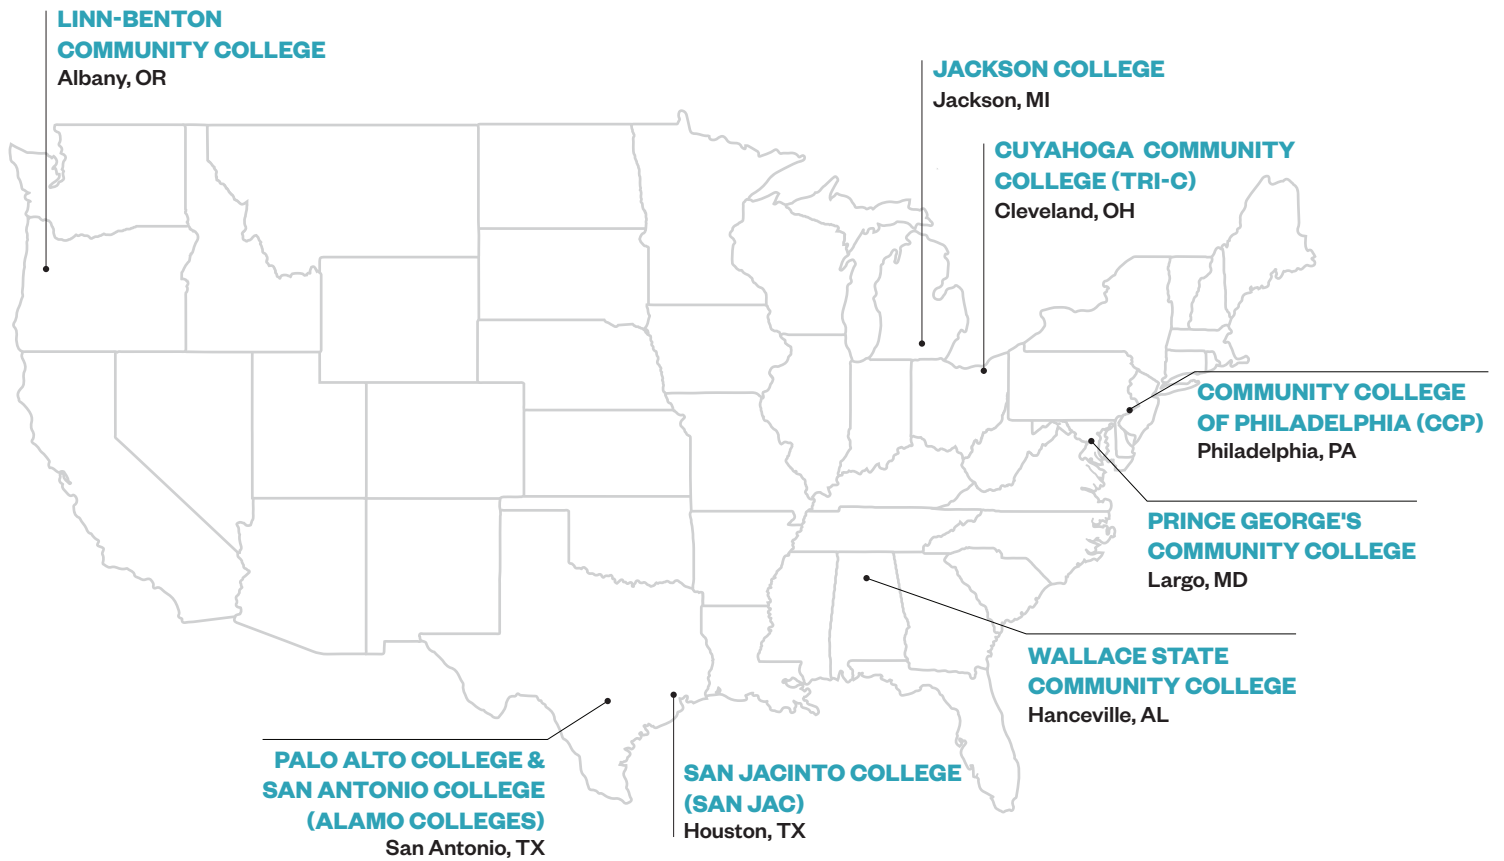 LINN-BENTON
COMMUNITY COLLEGE
Albany, OR
JACKSON COLLEGE
Jackson, MI
CUYAHOGA COMMUNITY
COLLEGE (TRI-C)
Cleveland, OH
COMMUNITY COLLEGE
OF PHILADELPHIA (CCP)
Philadelphia, PA
PRINCE GEORGE'S
COMMUNITY COLLEGE
Largo, MD
WALLACE STATE
COMMUNITY COLLEGE
Hanceville, AL
PALO ALTO COLLEGE &
SAN ANTONIO COLLEGE
(ALAMO COLLEGES)
San Antonio, TX
SAN JACINTO COLLEGE
(SAN JAC)
Houston, TX